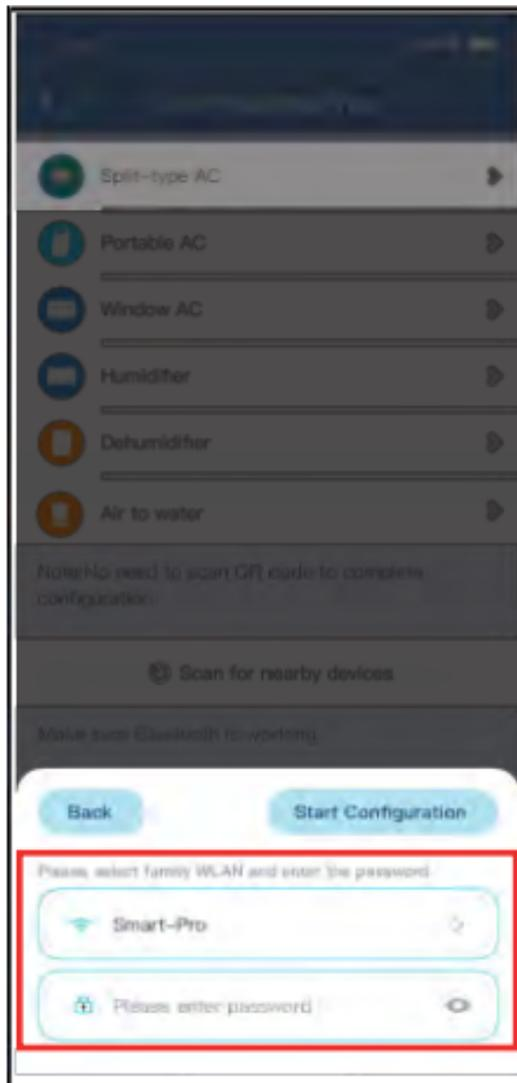 Split-type AC
Portable AC
Window AC
Humidifier
Dehumidifier
Air to water
Note:No need to scan QR code to complete
configuration.
Scan for nearby devices
Make sure Bluetooth is working
Back
Start Configuration
Please select family WLAN and enter the password
Smart-Pro
Please enter password